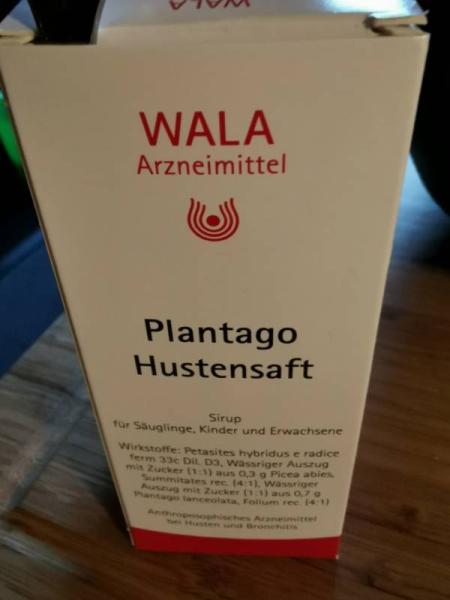 WALA
WALA
Arzneimittel
Plantago
Hustensaft
Sirup
für Säuglinge, Kinder und Erwachsene
Wirkstoffe: Petasites hybridus e radice
ferm 33c Dil. D3, Wässriger Auszug
mit Zucker (1:1) aus 0,3 g Picea abies,
Summitates rec. (4:1), Wässriger
Auszug mit Zucker (1:1) aus 0,7 g
Plantago lanceolata, Folium rec. (4:1)
Anthroposophisches Arzneimittel
bei Husten und Bronchitis